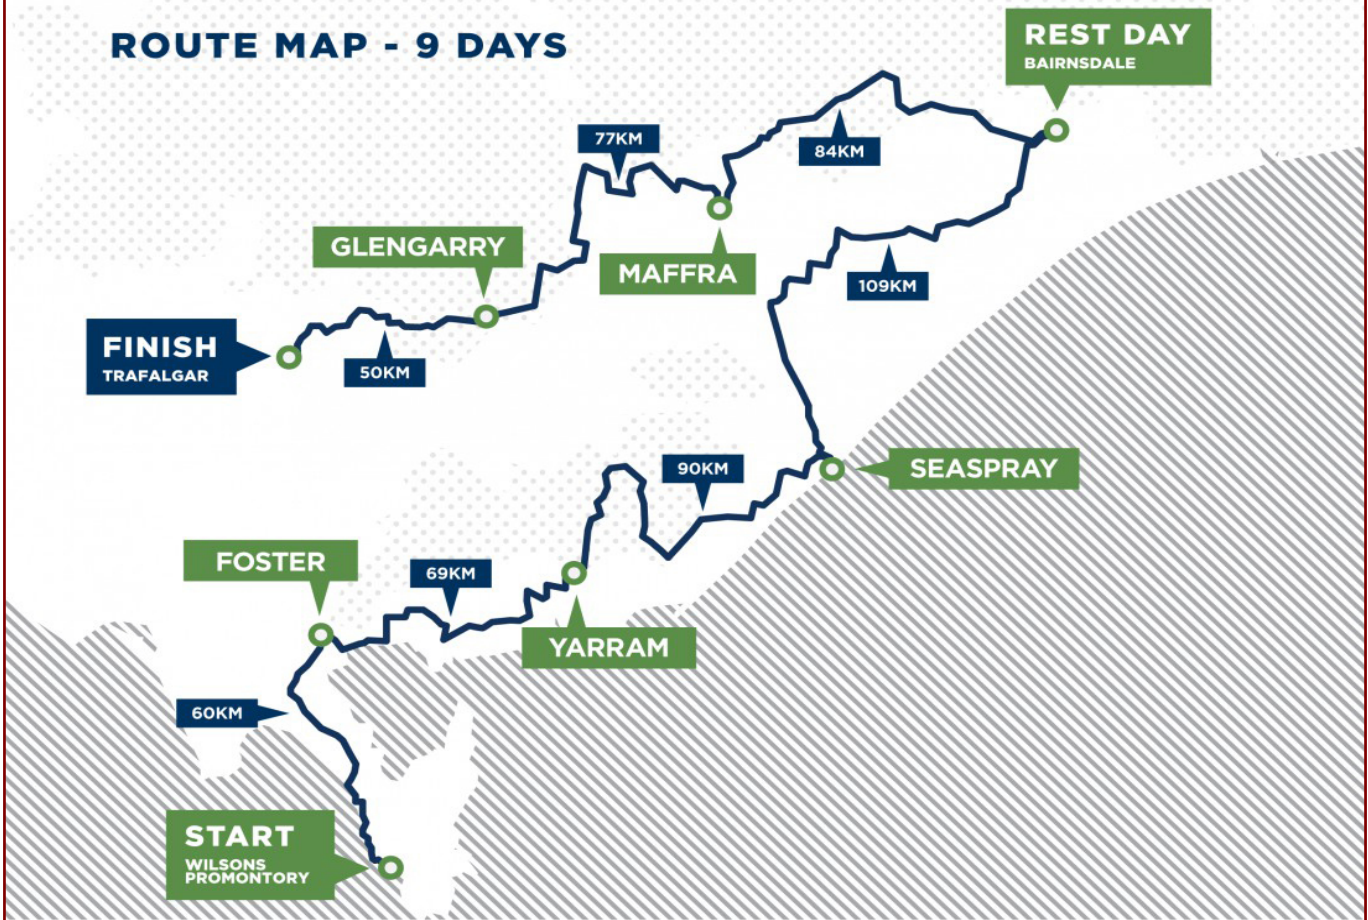 ROUTE MAP - 9 DAYS
REST DAY
BAIRNSDALE
77KM
84KM
GLENGARRY
MAFFRA
109KM
FINISH
TRAFALGAR
50KM
90KM
SEASPRAY
FOSTER
69KM
YARRAM
60KM
START
WILSONS
PROMONTORY